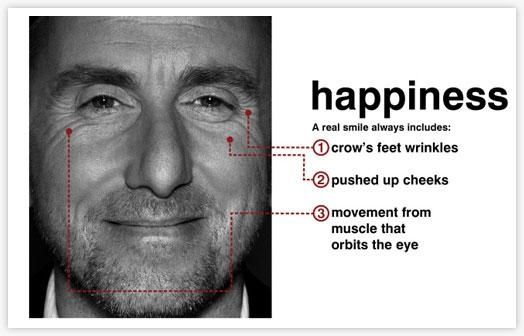 happiness
A real smile always includes:
1 crow's feet wrinkles
2 pushed up cheeks
3 movement from
muscle that
orbits the eye